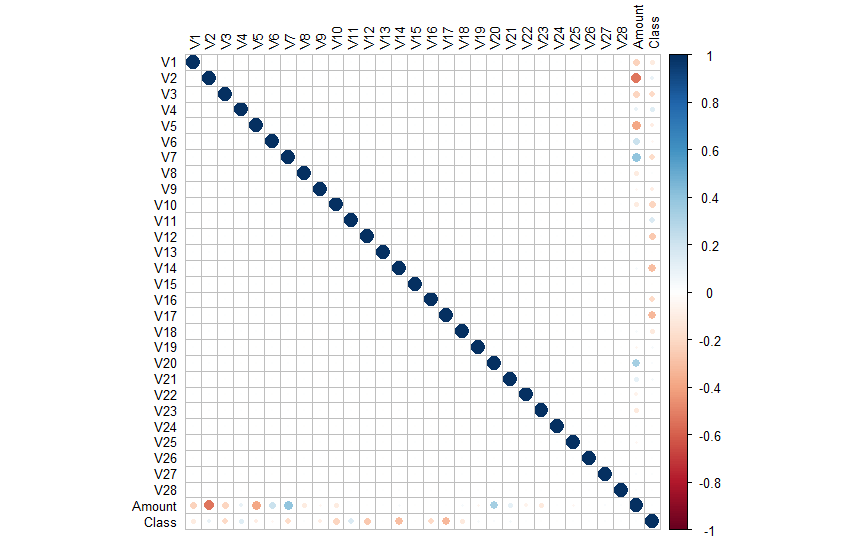 V1 V2 V3 V4 V5 V6 V7 V8 V9 V10 V11 V12 V13 V14 V15 V16 V17 V18 V19 V20 V21 V22 V23 V24 V25 V26 V27 V28 Amount Class
V1
V2
V3
V4
V5
V6
V7
V8
V9
V10
V11
V12
V13
V14
V15
V16
V17
V18
V19
V20
V21
V22
V23
V24
V25
V26
V27
V28
Amount
Class
1
0.8
0.6
0.4
0.2
0
-0.2
-0.4
-0.6
-0.8
-1